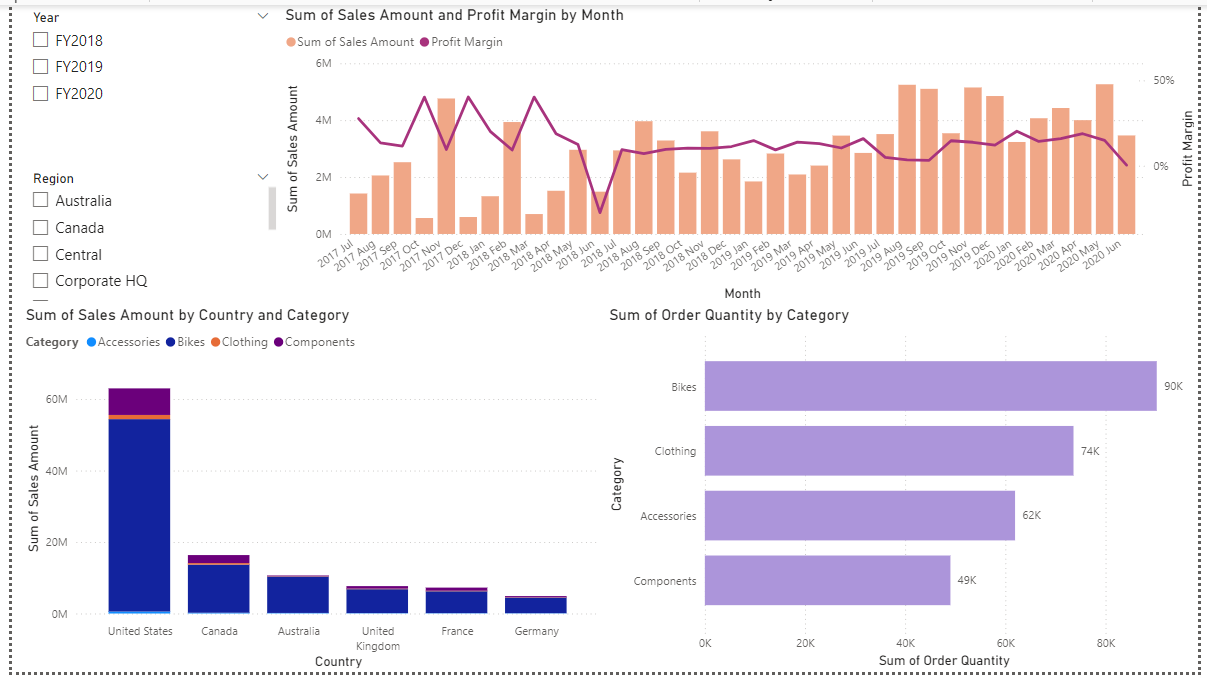 Year
FY2018
FY2019
FY2020
Region
Australia
Canada
Central
Corporate HQ
Sum of Sales Amount and Profit Margin by Month
Sum of Sales Amount Profit Margin
Sum of Sales Amount
6M
4M
2M
0M
50%
0%
Profit Margin
2017 Jul
2017 Aug
2017 Sep
2017 Oct
2017 Nov
2017 Dec
2018 Jan
2018 Feb
2018 Mar
2018 Apr
2018 May
2018 Jun
2018 Jul
2018 Aug
2018 Sep
2018 Oct
2018 Nov
2018 Dec
2019 Jan
2019 Feb
2019 Mar
2019 Apr
2019 May
2019 Jun
2019 Jul
2019 Aug
2019 Sep
2019 Oct
2019 Nov
2019 Dec
2020 Jan
2020 Feb
2020 Mar
2020 Apr
2020 May
2020 Jun
Month
Sum of Sales Amount by Country and Category
Category Accessories Bikes Clothing Components
Sum of Sales Amount
60M
40M
20M
0M
United States
Canada
Australia
United
Kingdom
France
Germany
Country
Sum of Order Quantity by Category
Category
Bikes 90K
Clothing 74K
Accessories 62K
Components 49K
0K 20K 40K 60K 80K
Sum of Order Quantity